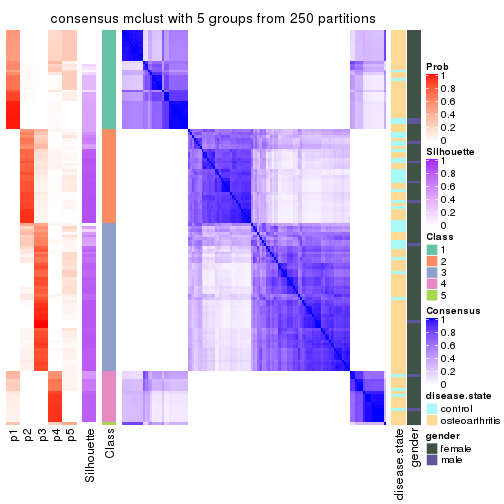 consensus mclust with 5 groups from 250 partitions
Prob
1
0.8
0.6
0.4
0.2
0
Silhouette
1
0.8
0.6
0.4
0.2
0
Class
1
2
3
4
5
Consensus
1
0.8
0.6
0.4
0.2
0
disease.state
control
osteoarthritis
gender
female
male
p1
p2
p3
p4
p5
Silhouette
Class
disease.state
gender